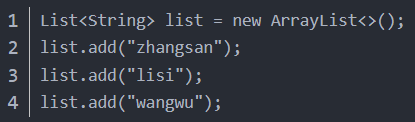 1 List<String> list = new ArrayList<>();
2 list.add("zhangsan");
3 list.add("lisi");
4 list.add("wangwu");